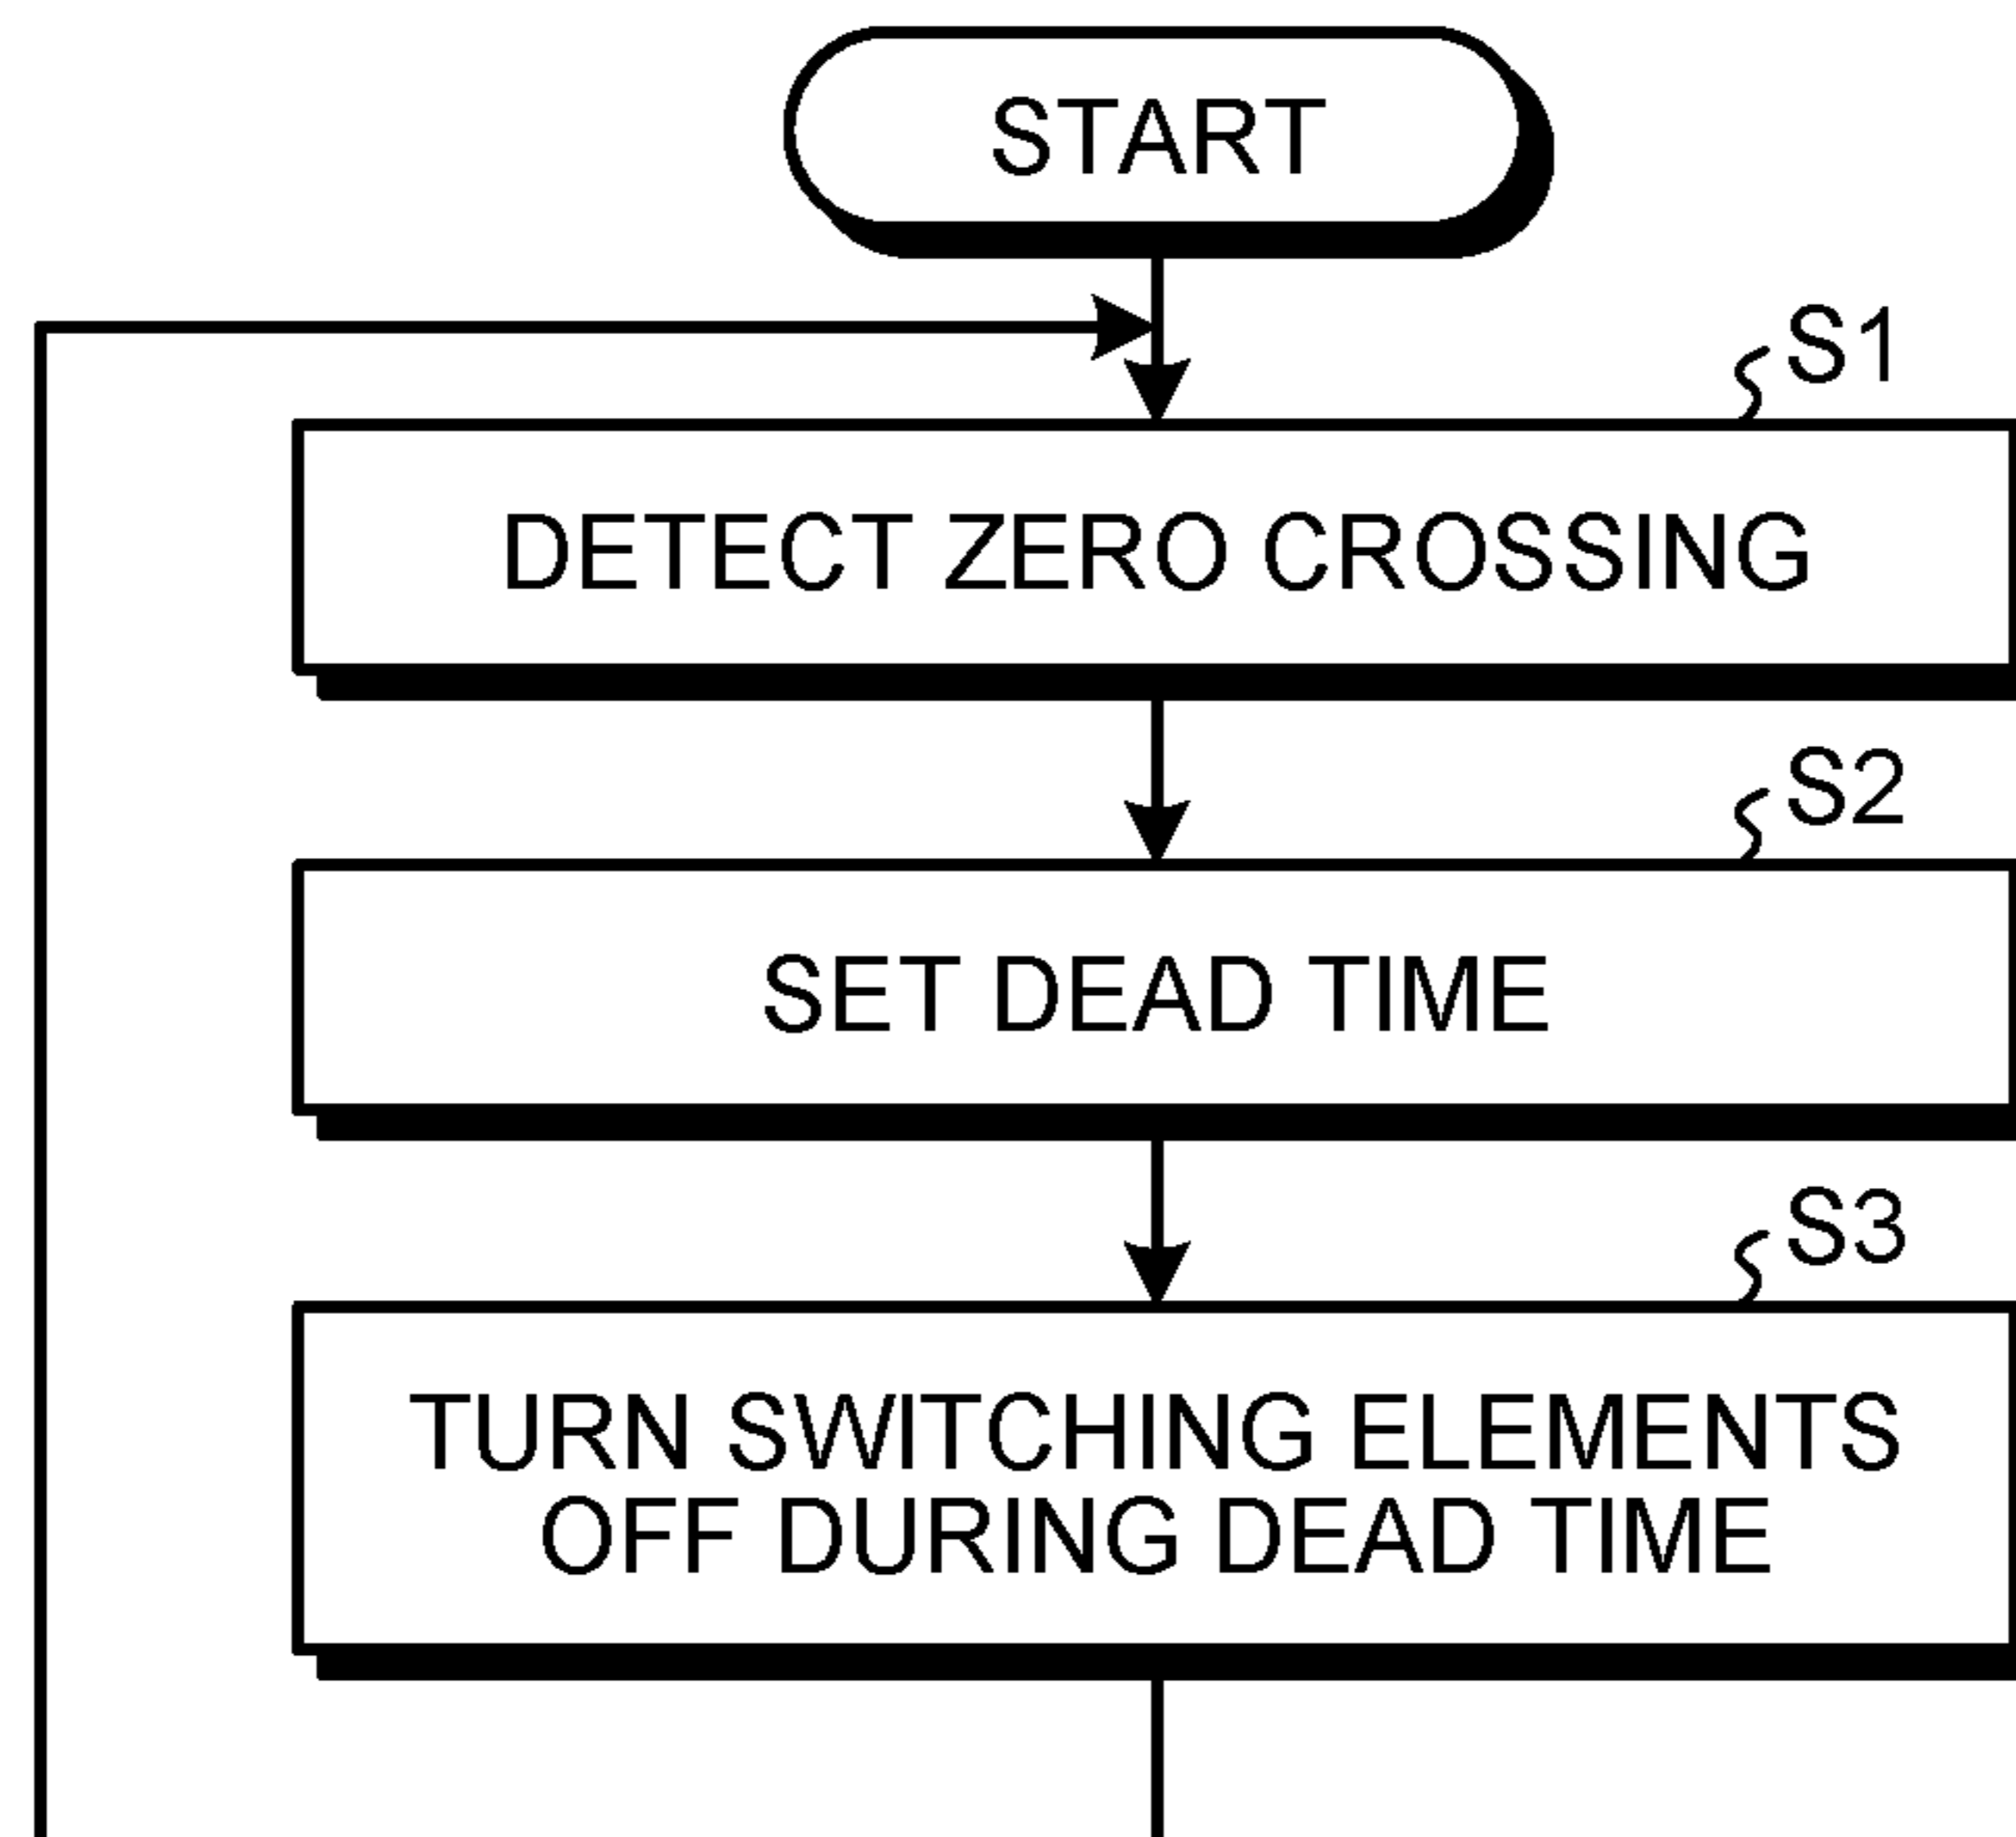 START
S1
DETECT ZERO CROSSING
S2
SET DEAD TIME
S3
TURN SWITCHING ELEMENTS
OFF DURING DEAD TIME